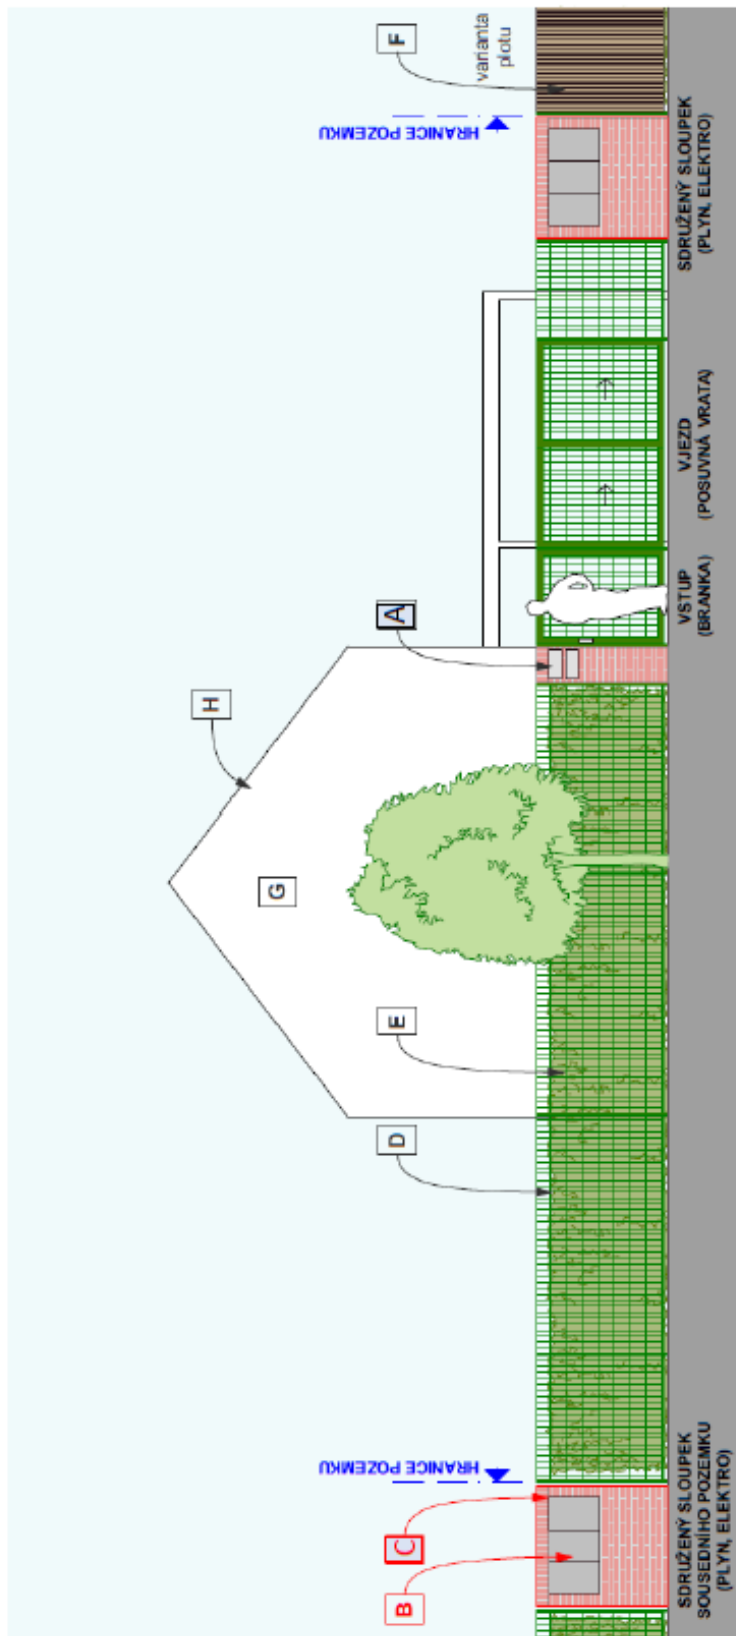 H
G
B
C
D
E
A
F
varianta
plotu
HRANICE POZEMKU
HRANICE POZEMKU
SDRUŽENÝ SLOUPEK
SOUSEDNÍHO POZEMKU
(PLYN, ELEKTRO)
VSTUP
(BRANKA)
VJEZD
(POSUVNÁ VRATA)
SDRUŽENÝ SLOUPEK
(PLYN, ELEKTRO)